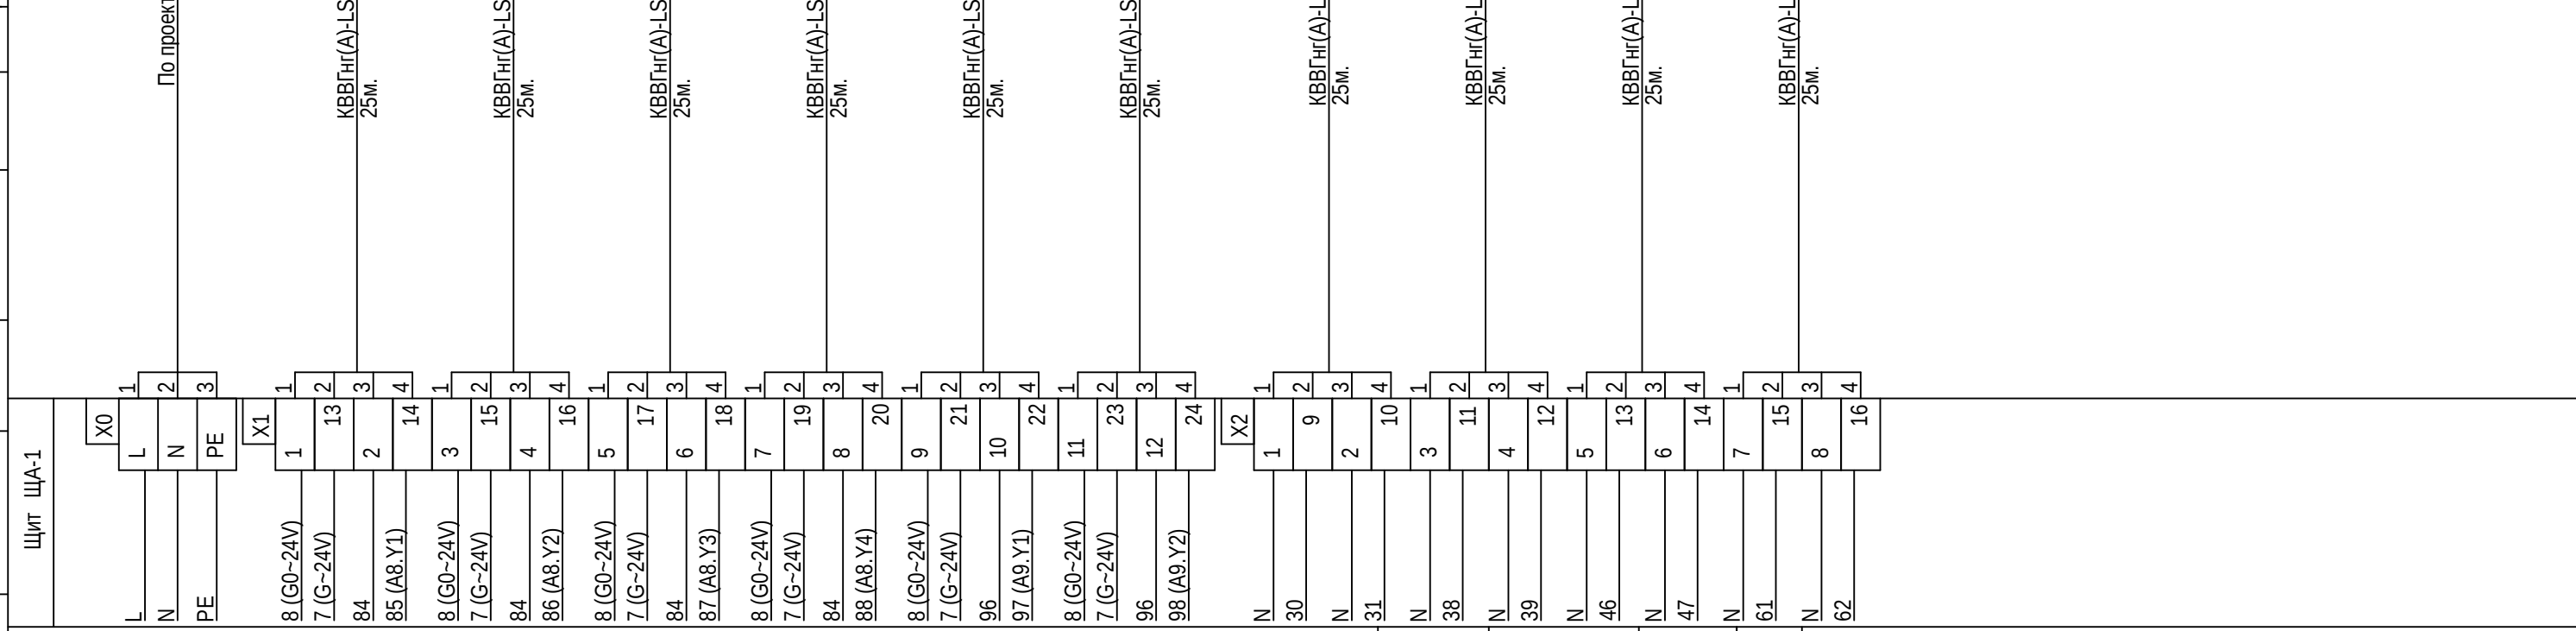 По проект
КВВГнг(А)-LS
25м.
КВВГнг(А)-LS
25м.
КВВГнг(А)-LS
25м.
КВВГнг(А)-LS
25м.
КВВГнг(А)-LS
25м.
КВВГнг(А)-LS
25м.
КВВГнг(А)-L
25м.
КВВГнг(А)-L
25м.
КВВГнг(А)-L
25м.
КВВГнг(А)-L
25м.
1 2 3
1 2 3 4
1 2 3 4
1 2 3 4
1 2 3 4
1 2 3 4
1 2 3 4
1 2 3 4
1 2 3 4
1 2 3 4
1 2 3 4
Щит ЩА-1
X0
L N PE
X1
1 13 2 14
3 15 4 16
5 17 6 18
7 19 8 20
9 21 10 22
11 23 12 24
X2
1 9 2 10
3 11 4 12
5 13 6 14
7 15 8 16
L
N
PE
8 (G0~24V)
7 (G~24V)
84
85 (A8.Y1)
8 (G0~24V)
7 (G~24V)
84
86 (A8.Y2)
8 (G0~24V)
7 (G~24V)
84
87 (A8.Y3)
8 (G0~24V)
7 (G~24V)
84
88 (A8.Y4)
8 (G0~24V)
7 (G~24V)
96
97 (A9.Y1)
8 (G0~24V)
7 (G~24V)
96
98 (A9.Y2)
N
30
N
31
N
38
N
39
N
46
N
47
N
61
N
62